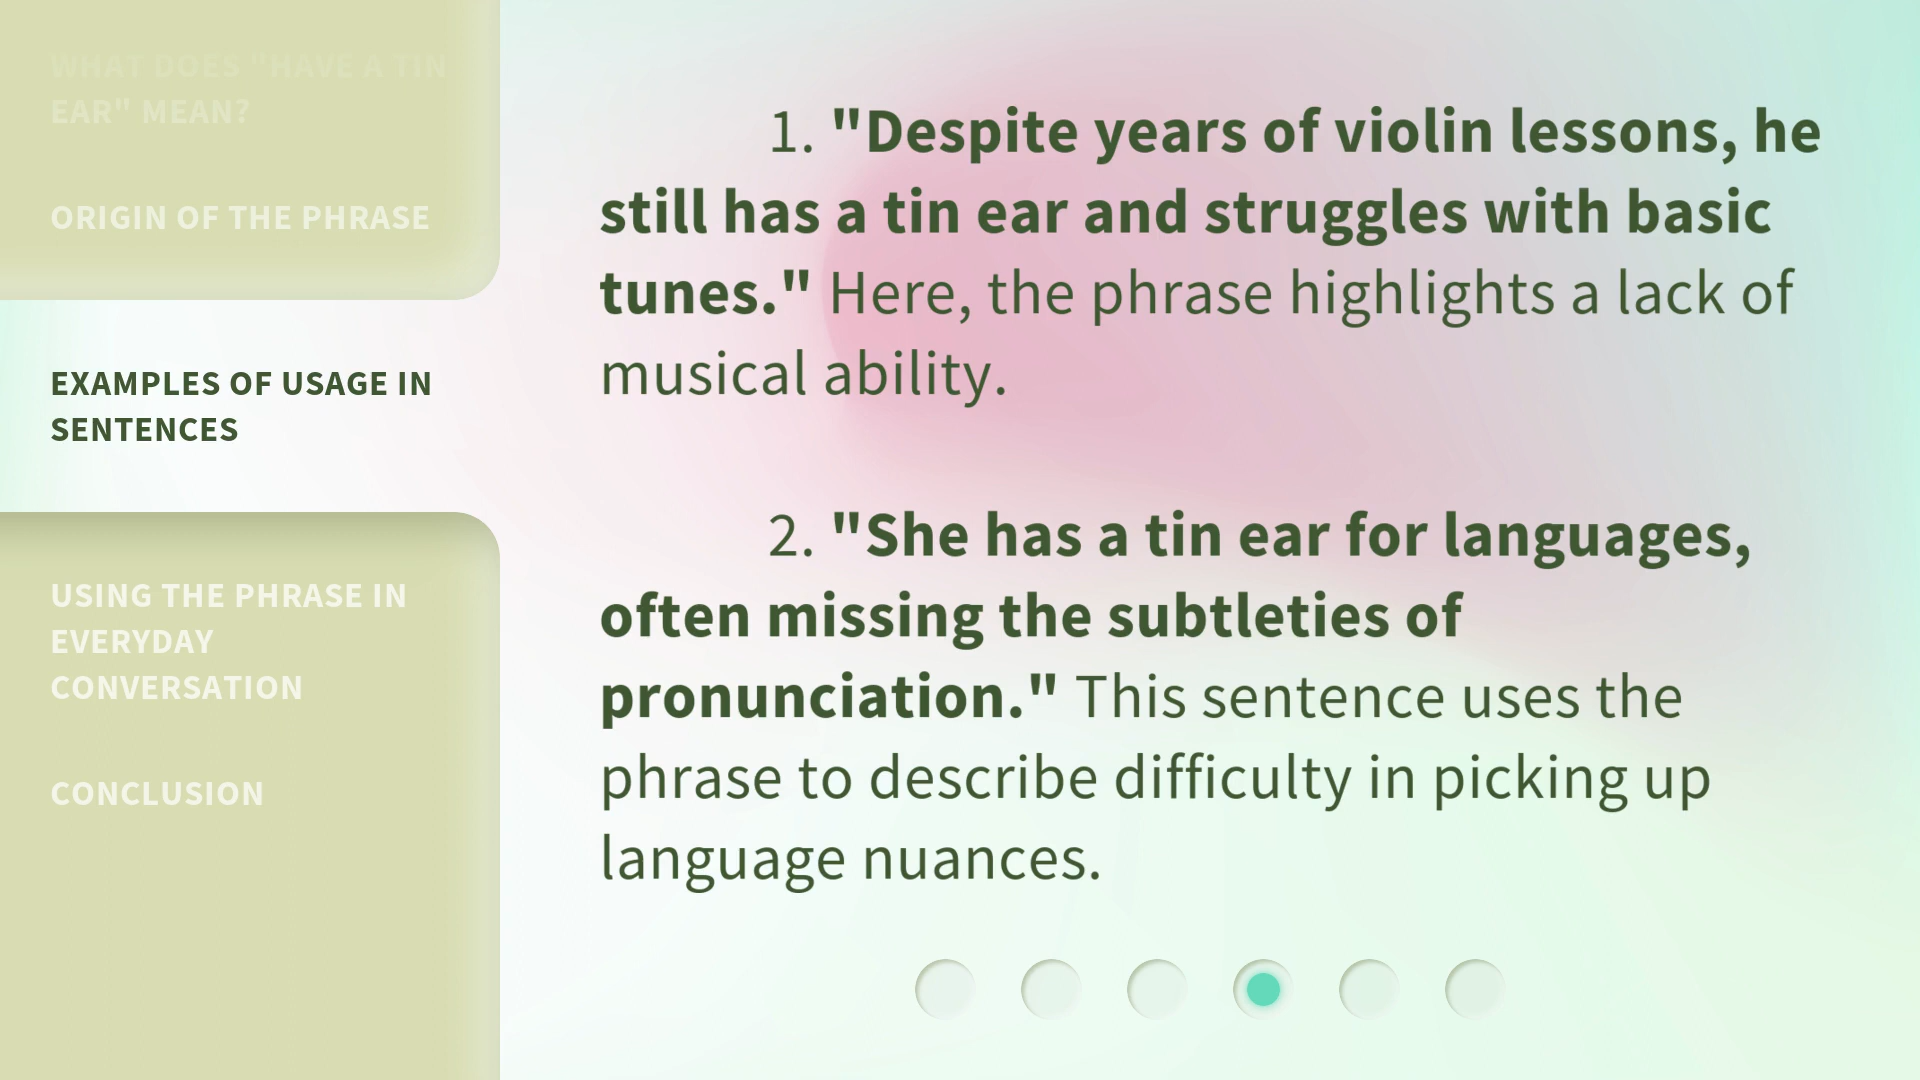 WHAT DOES "HAVE A TIN
EAR" MEAN?
ORIGIN OF THE PHRASE
EXAMPLES OF USAGE IN
SENTENCES
USING THE PHRASE IN
EVERYDAY
CONVERSATION
CONCLUSION
1. "Despite years of violin lessons, he
still has a tin ear and struggles with basic
tunes." Here, the phrase highlights a lack of
musical ability.
2. "She has a tin ear for languages,
often missing the subtleties of
pronunciation." This sentence uses the
phrase to describe difficulty in picking up
language nuances.